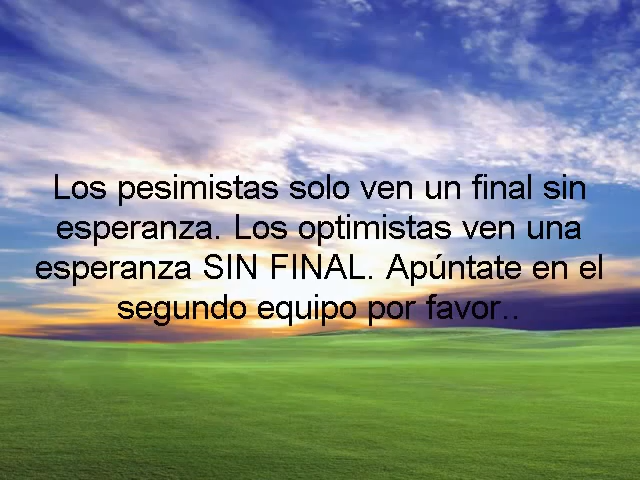 Los pesimistas solo ven un final sin
esperanza. Los optimistas ven una
esperanza SIN FINAL. Apúntate en el
segundo equipo por favor..